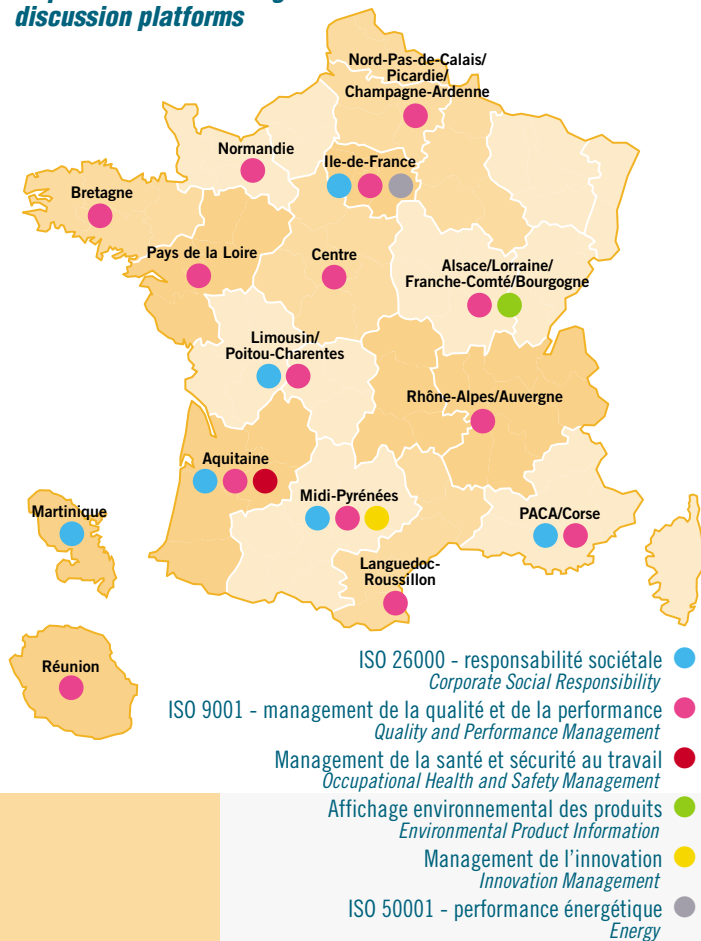 discussion platforms
Nord-Pas-de-Calais/
Picardie/
Champagne-Ardenne
Normandie
Ile-de-France
Bretagne
Pays de la Loire
Centre
Alsace/Lorraine/
Franche-Comté/Bourgogne
Limousin/
Poitou-Charentes
Rhône-Alpes/Auvergne
Aquitaine
Midi-Pyrénées
Martinique
PACA/Corse
Languedoc-
Roussillon
Réunion
ISO 26000 - responsabilité sociétale
Corporate Social Responsibility
ISO 9001 - management de la qualité et de la performance
Quality and Performance Management
Management de la santé et sécurité au travail
Occupational Health and Safety Management
Affichage environnemental des produits
Environmental Product Information
Management de l'innovation
Innovation Management
ISO 50001 - performance énergétique
Energy